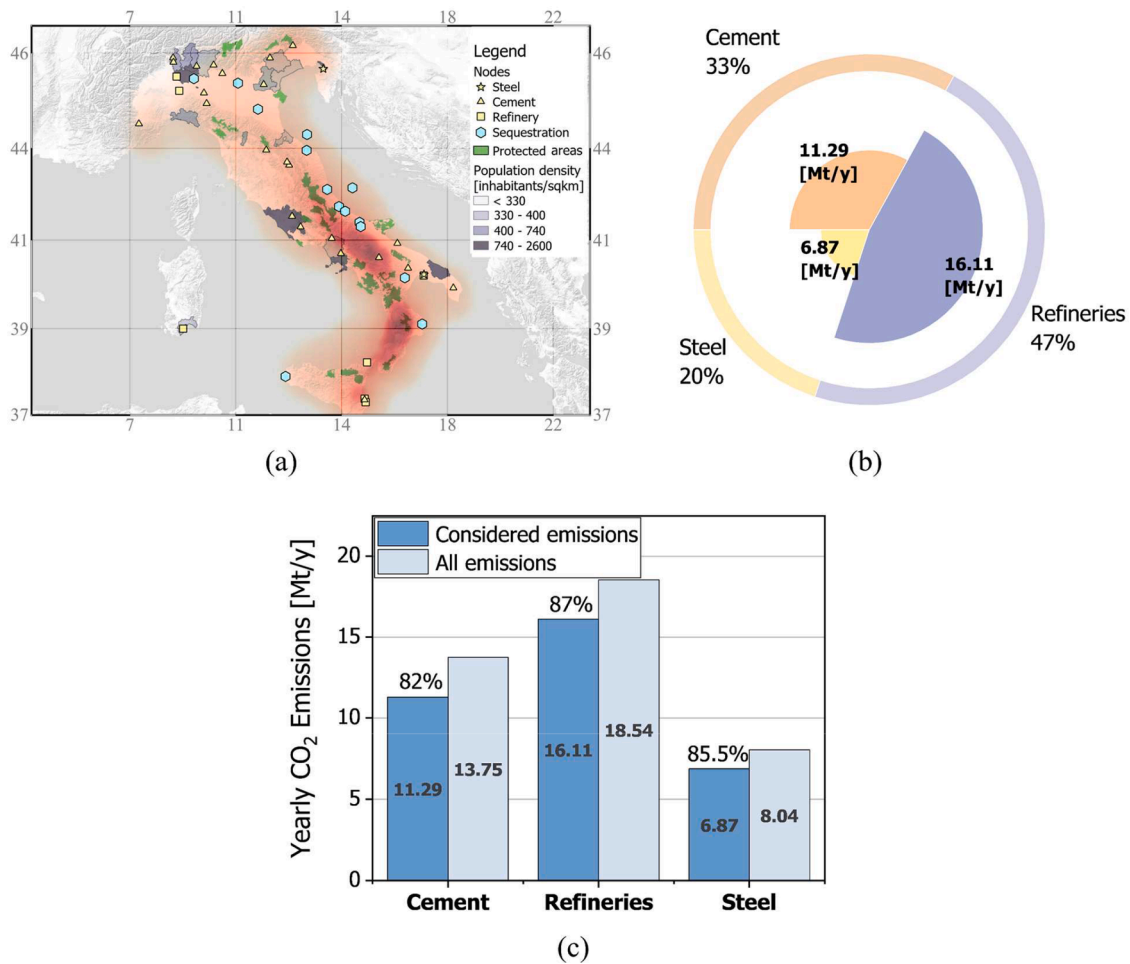 7 11 14 18 22
46
44
41
39
37
46
44
41
39
37
7 11 14 18 22
Legend
Nodes
Steel
Cement
Refinery
Sequestration
Protected areas
Population density
[inhabitants/sqkm]
< 330
330 - 400
400 - 740
740 - 2600
(a)
Cement
33%
11.29
[Mt/y]
6.87
[Mt/y]
16.11
[Mt/y]
Refineries
47%
Steel
20%
(b)
Yearly CO₂ Emissions [Mt/y]
20
15
10
5
0
Considered emissions
All emissions
82%
87%
85.5%
11.29
13.75
16.11
18.54
6.87
8.04
Cement
Refineries
Steel
(c)